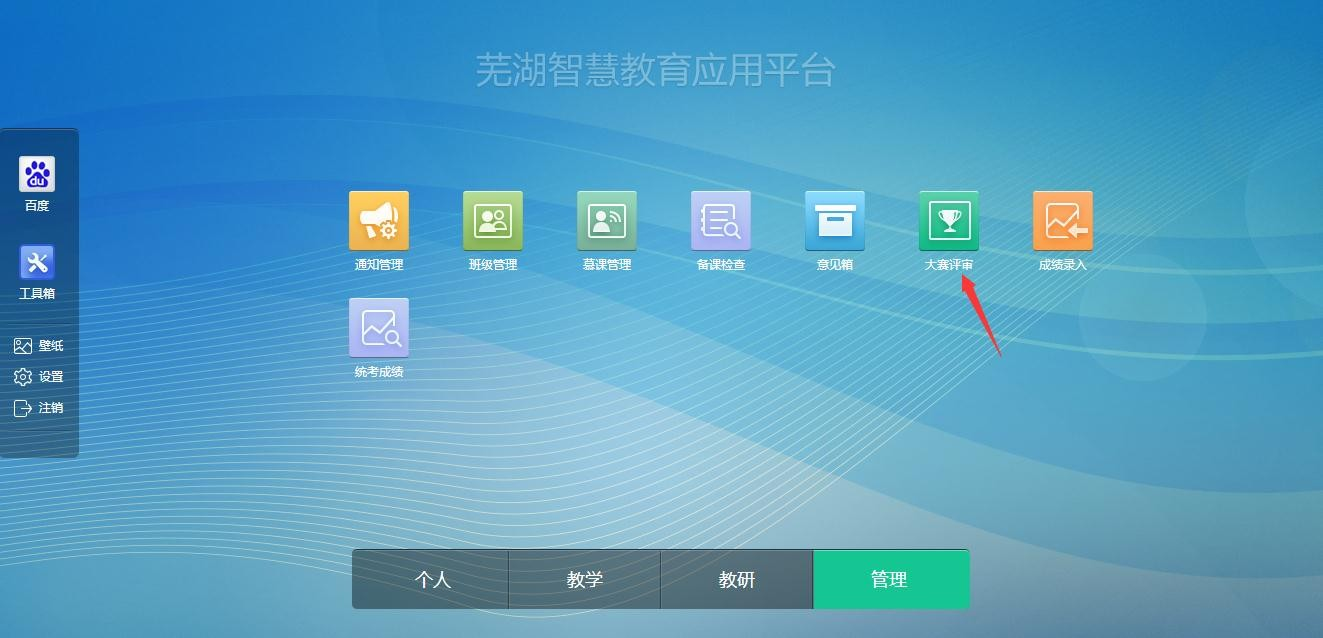 芜湖智慧教育应用平台
百度
工具箱
壁纸
设置
注销
通知管理
班级管理
慕课管理
备课检查
意见箱
大赛评审
成绩录入
统考成绩
个人
教学
教研
管理